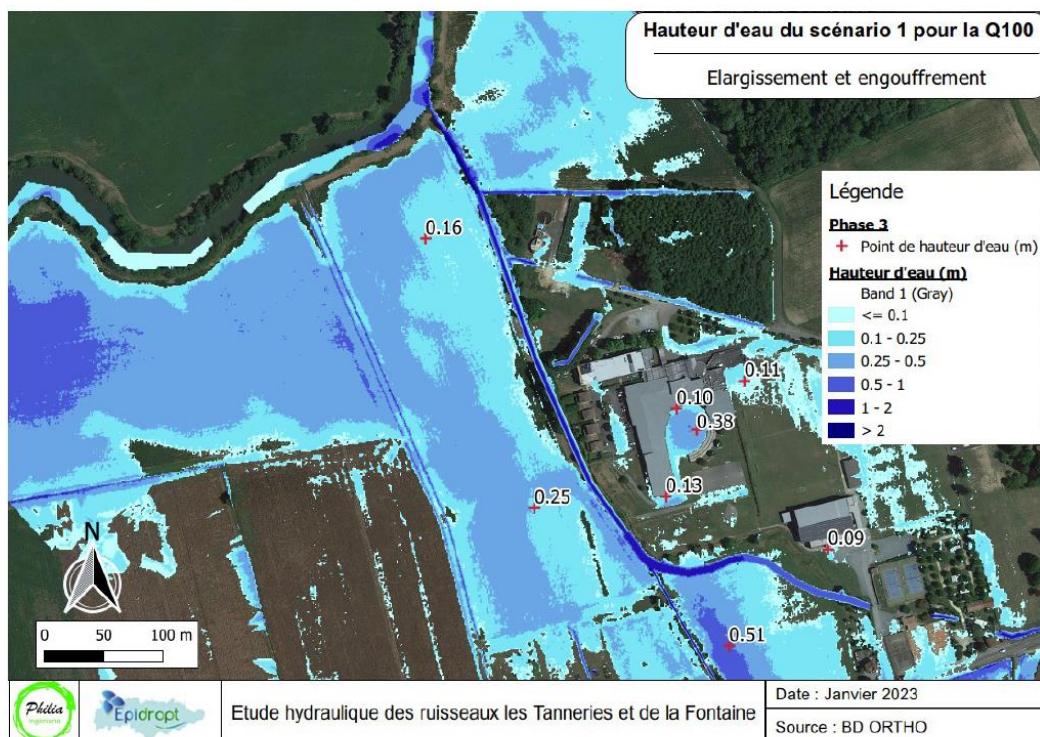 Hauteur d'eau du scénario 1 pour la Q100
Elargissement et engouffrement
Légende
Phase 3
Point de hauteur d'eau (m)
Hauteur d'eau (m)
Band 1 (Gray)
<= 0.1
0.1 - 0.25
0.25 - 0.5
0.5 - 1
1 - 2
> 2
0.16
0.11
0.10
0.38
0.13
0.25
0.09
0.51
N
0 50 100 m
Philia
ingénierie
Epidropt
Etude hydraulique des ruisseaux les Tanneries et de la Fontaine
Date : Janvier 2023
Source : BD ORTHO